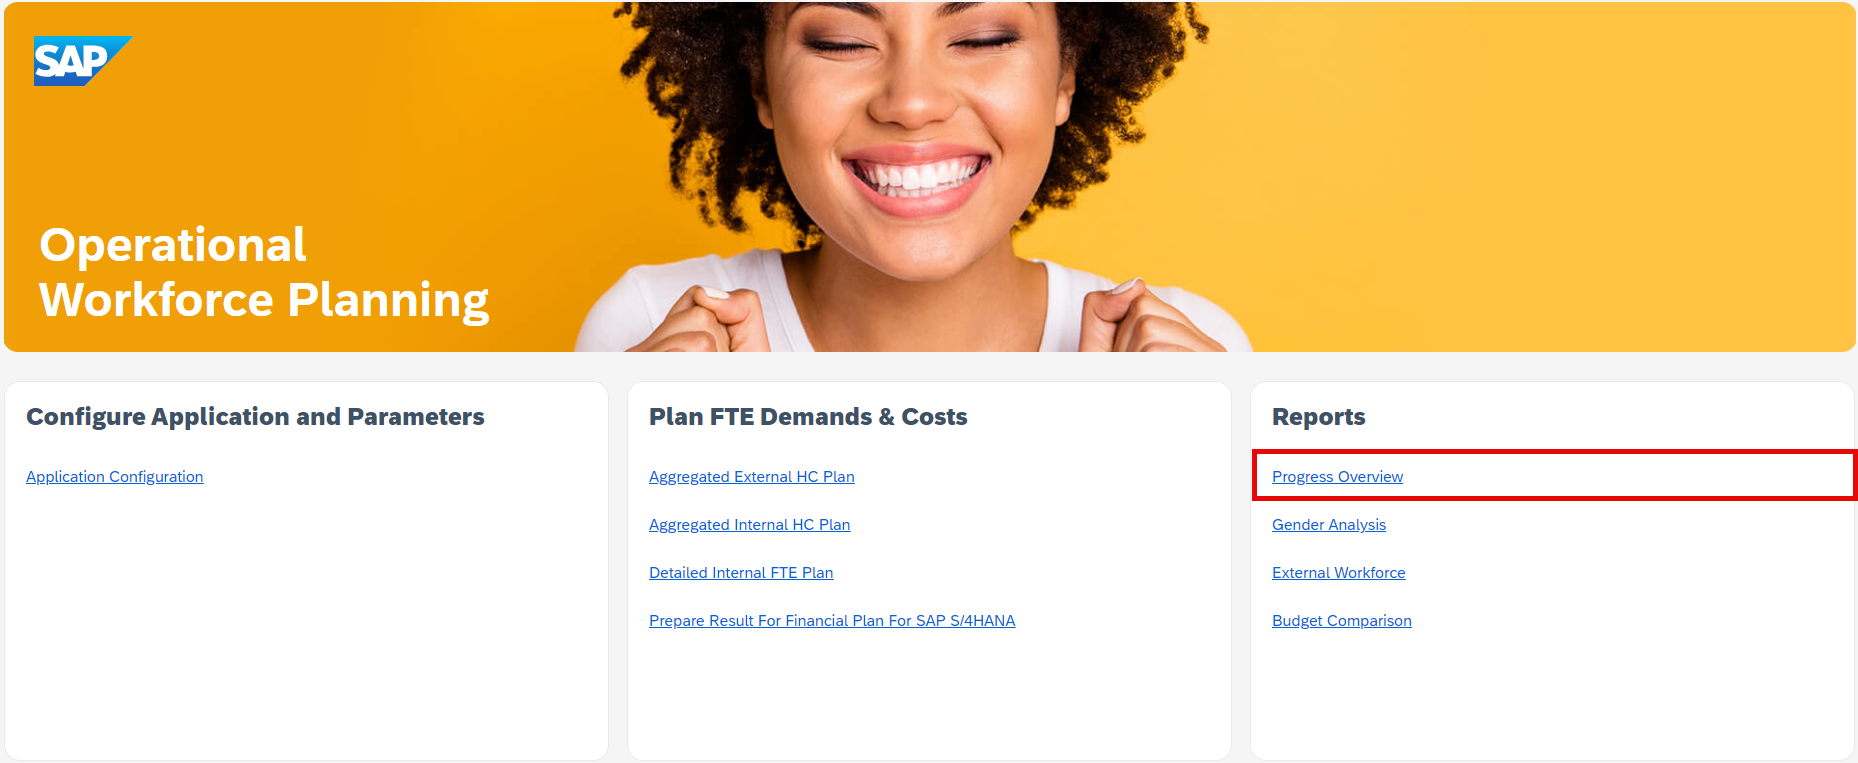 SAP
Operational
Workforce Planning
Configure Application and Parameters
Application Configuration
Plan FTE Demands & Costs
Aggregated External HC Plan
Aggregated Internal HC Plan
Detailed Internal FTE Plan
Prepare Result For Financial Plan For SAP S/4HANA
Reports
Progress Overview
Gender Analysis
External Workforce
Budget Comparison